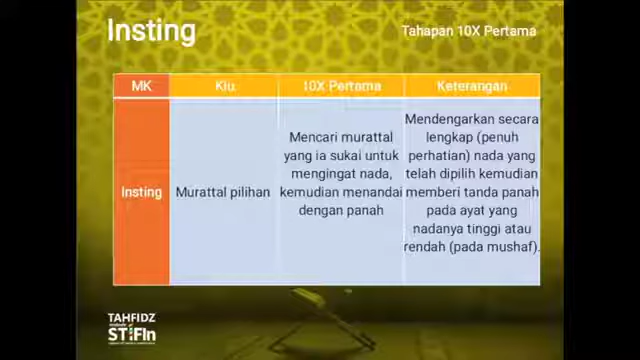 Insting
Tahapan 10X Pertama
MK
Klu
10X Pertama
Keterangan
Insting
Murattal pilihan
Mencari murattal
yang ia sukai untuk
mengingat nada,
kemudian menandai
dengan panah
Mendengarkan secara
lengkap (penuh
perhatian) nada yang
telah dipilih kemudian
memberi tanda panah
pada ayat yang
nadanya tinggi atau
rendah (pada mushaf).
TAHFIDZ
STIFIn